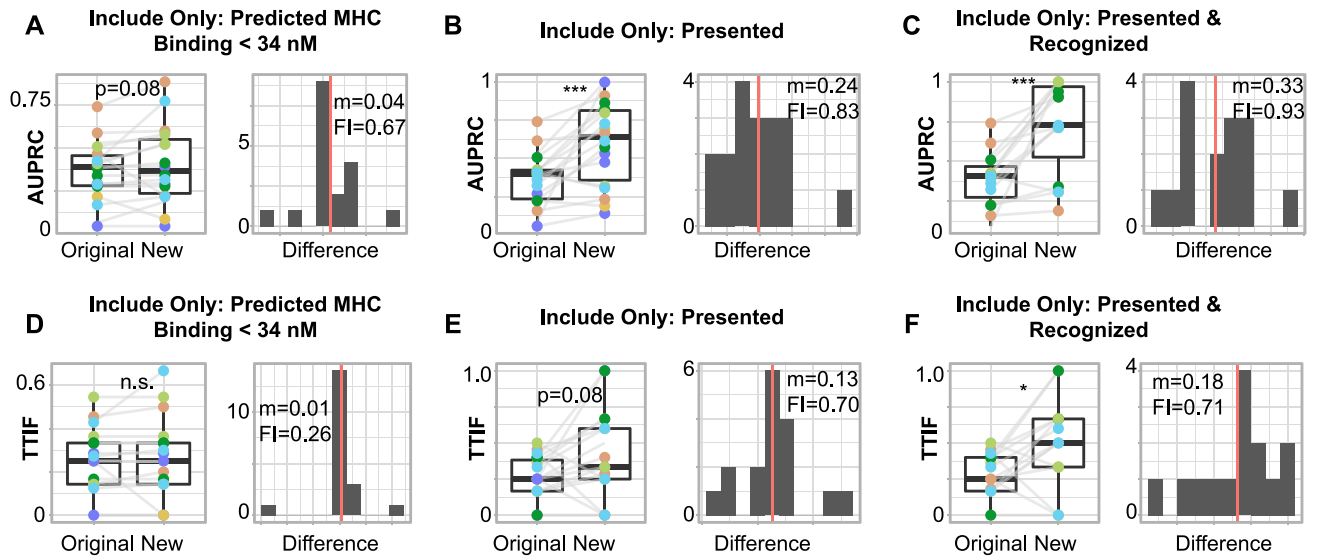 A
Include Only: Predicted MHC
Binding < 34 nM
AUPRC
0.75
0
p=0.08
Original New
5
0
m=0.04
FI=0.67
Difference
B
Include Only: Presented
AUPRC
1
0
***
Original New
4
2
0
m=0.24
FI=0.83
Difference
C
Include Only: Presented &
Recognized
AUPRC
1
0
***
Original New
4
2
0
m=0.33
FI=0.93
Difference
D
Include Only: Predicted MHC
Binding < 34 nM
TTIF
0.6
0
n.s.
Original New
10
0
m=0.01
FI=0.26
Difference
E
Include Only: Presented
TTIF
1.0
0
p=0.08
Original New
6
3
0
m=0.13
FI=0.70
Difference
F
Include Only: Presented &
Recognized
TTIF
1.0
0
*
Original New
4
2
0
m=0.18
FI=0.71
Difference